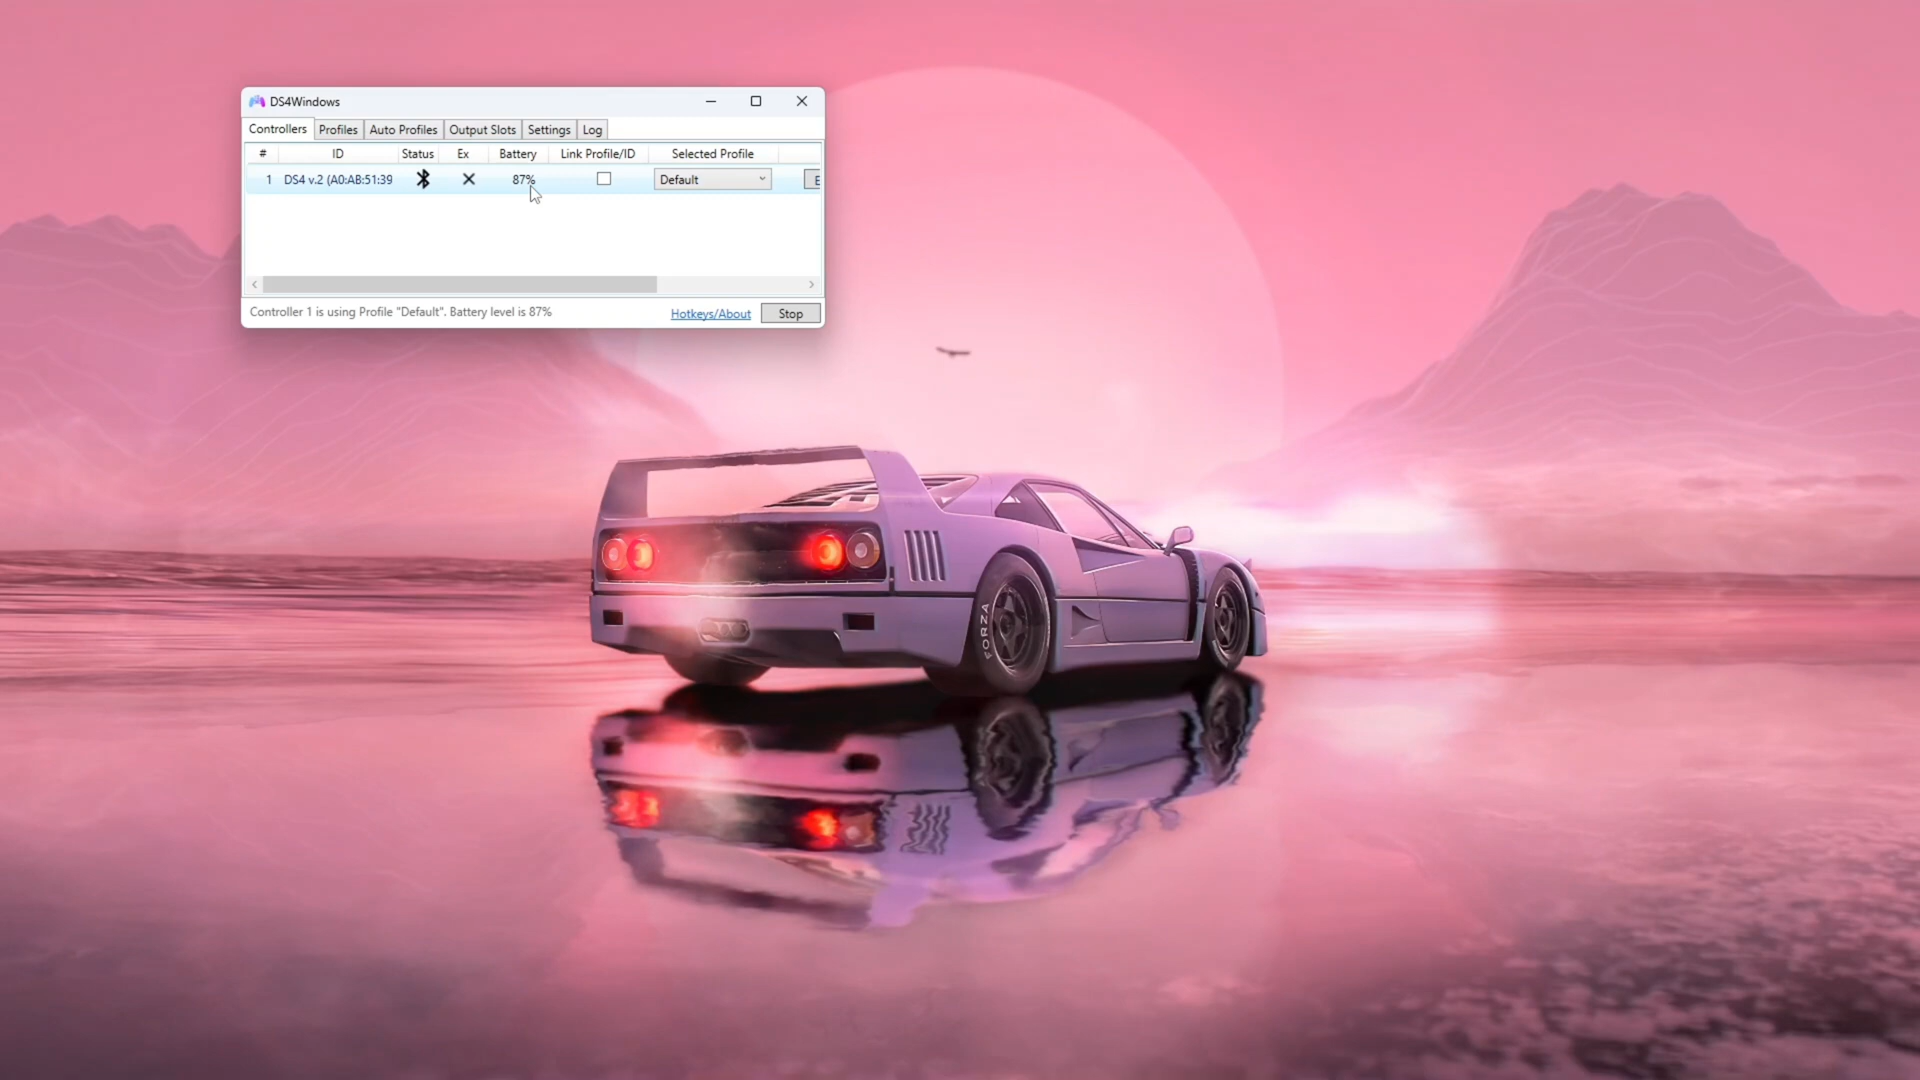 DS4Windows
Controllers Profiles Auto Profiles Output Slots Settings Log
# ID Status Ex Battery Link Profile/ID Selected Profile
1 DS4 v.2 (A0:AB:51:39 87% Default
Controller 1 is using Profile "Default". Battery level is 87% Hotkeys/About Stop
FORZA